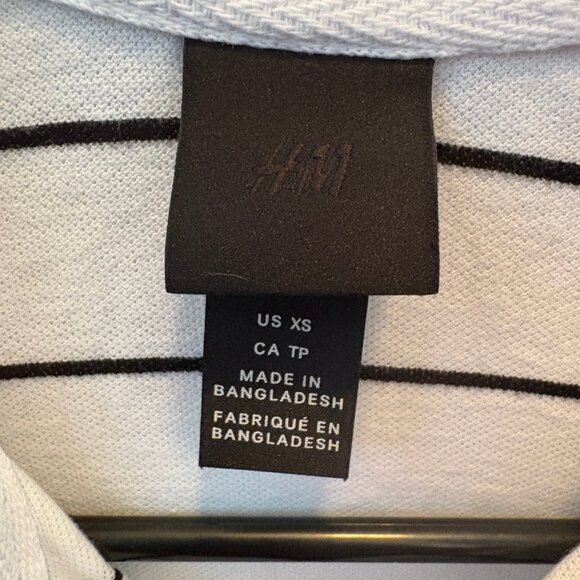 H&M
US XS
CA TP
MADE IN
BANGLADESH
FABRIQUÉ EN
BANGLADESH